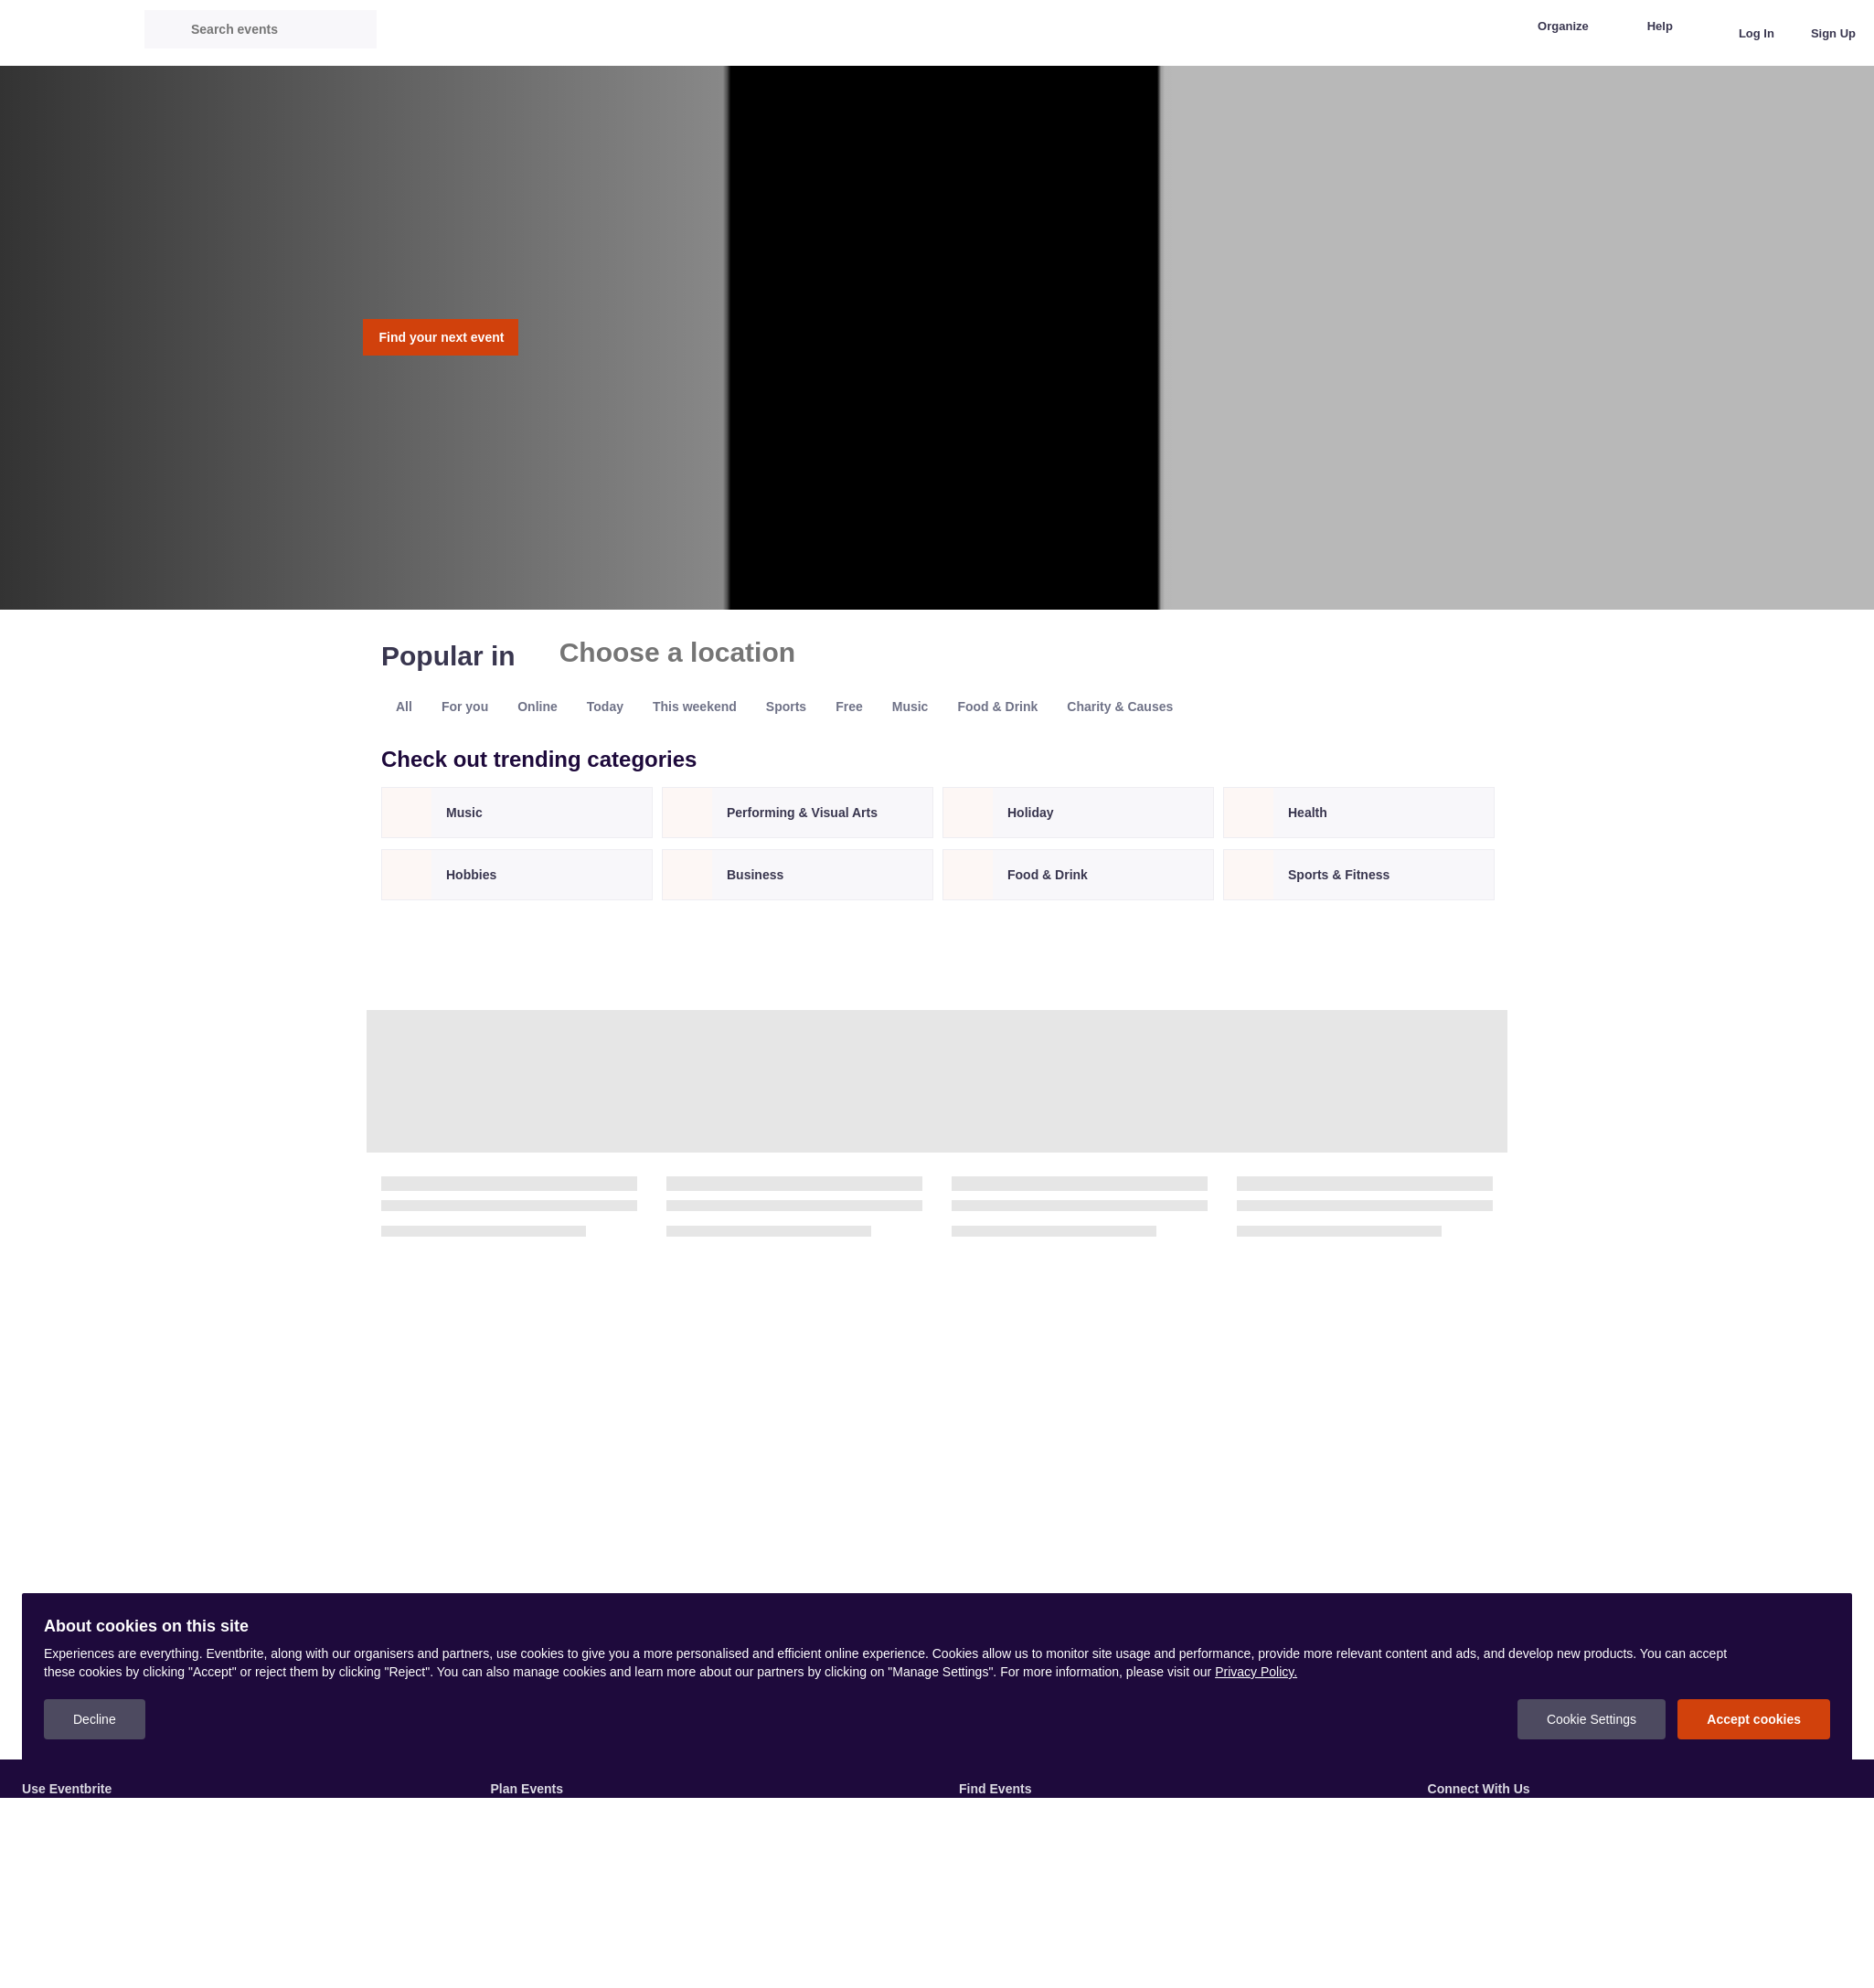 Search events
Organize
Help
Log In
Sign Up
Find your next event
Popular in
Choose a location
All
For you
Online
Today
This weekend
Sports
Free
Music
Food & Drink
Charity & Causes
Check out trending categories
Music
Performing & Visual Arts
Holiday
Health
Hobbies
Business
Food & Drink
Sports & Fitness
About cookies on this site
Experiences are everything. Eventbrite, along with our organisers and partners, use cookies to give you a more personalised and efficient online experience. Cookies allow us to monitor site usage and performance, provide more relevant content and ads, and develop new products. You can accept
these cookies by clicking "Accept" or reject them by clicking "Reject". You can also manage cookies and learn more about our partners by clicking on "Manage Settings". For more information, please visit our Privacy Policy.
Decline
Cookie Settings
Accept cookies
Use Eventbrite
Plan Events
Find Events
Connect With Us